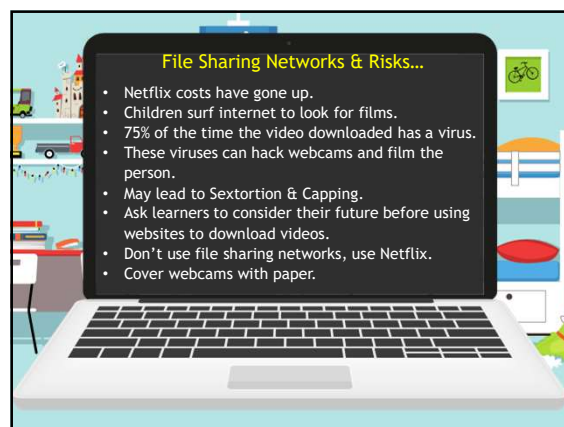 File Sharing Networks & Risks…
• Netflix costs have gone up.
• Children surf internet to look for films.
• 75% of the time the video downloaded has a virus.
• These viruses can hack webcams and film the
person.
• May lead to Sextortion & Capping.
• Ask learners to consider their future before using
websites to download videos.
• Don’t use file sharing networks, use Netflix.
• Cover webcams with paper.